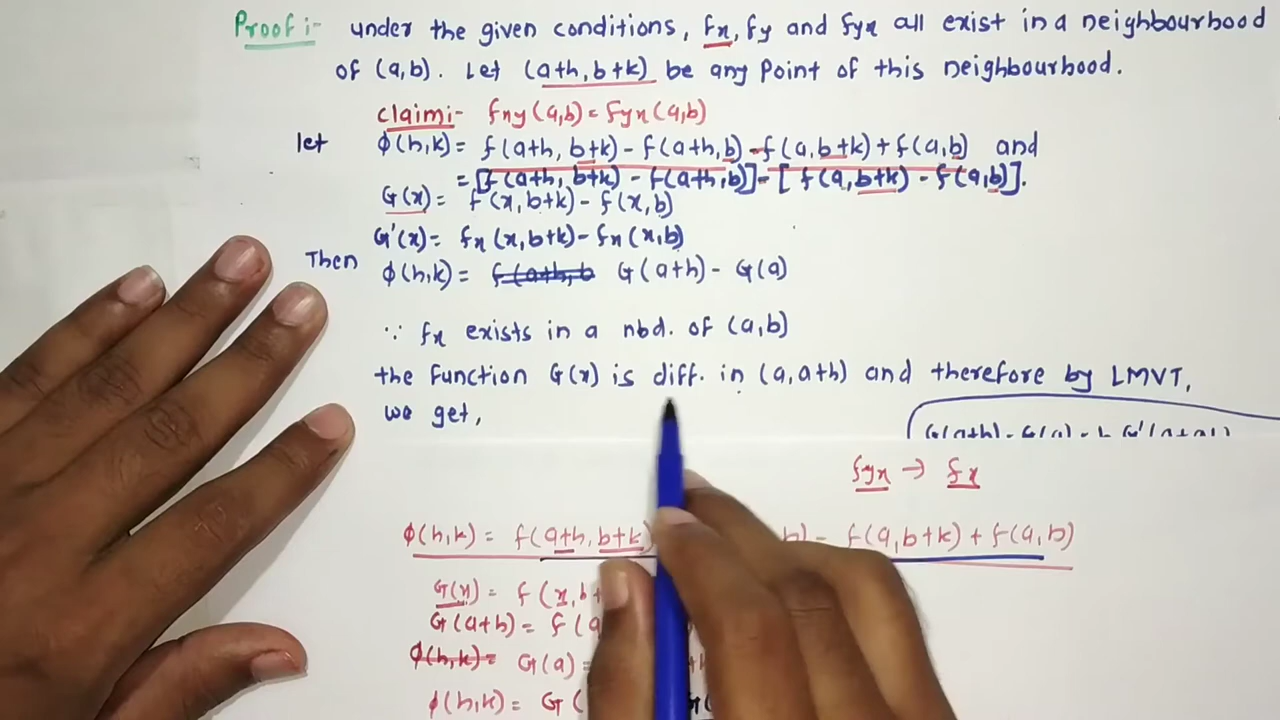 Proof :- under the given conditions, fx, fy and fyx all exist in a neighbourhood
of (a,b). Let (a+h, b+k) be any Point of this neighbourhood.
claim:- fxy(a,b) = fyx(a,b)
let ϕ(h,k) = f(a+h, b+k) - f(a+h, b) - f(a, b+k) + f(a,b) and
= [f(a+h, b+k) - f(a+h, b)] - [f(a, b+k) - f(a,b)].
G(x) = f(x, b+k) - f(x, b)
G'(x) = fx(x, b+k) - fx(x, b)
Then ϕ(h,k) = f(a+h, b G(a+h) - G(a)
∵ fx exists in a nbd. of (a,b)
the function G(x) is diff. in (a, a+h) and therefore by LMVT,
we get,
fyx → fx
ϕ(h,k) = f(a+h, b+k) b) - f(a, b+k) + f(a, b)
G(x) = f(x, b+
G(a+h) = f(a
ϕ(h,k) = G(a) =
ϕ(h,k) = G(